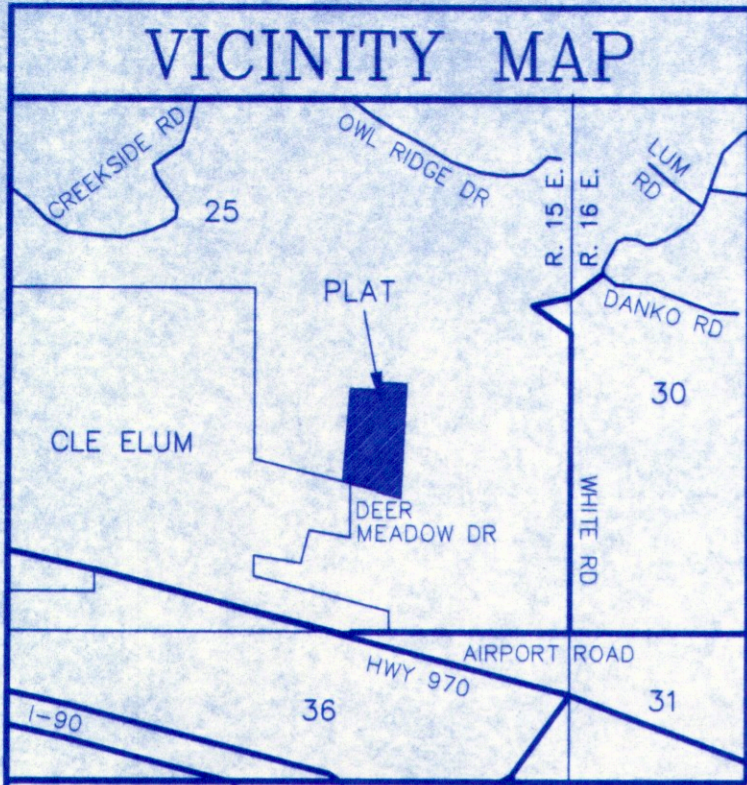 VICINITY MAP
CREEKSIDE RD
OWL RIDGE DR
LUM
RD
R. 15 E.
R. 16 E.
25
PLAT
DANKO RD
30
CLE ELUM
WHITE RD
DEER
MEADOW DR
AIRPORT ROAD
HWY 970
31
36
I-90